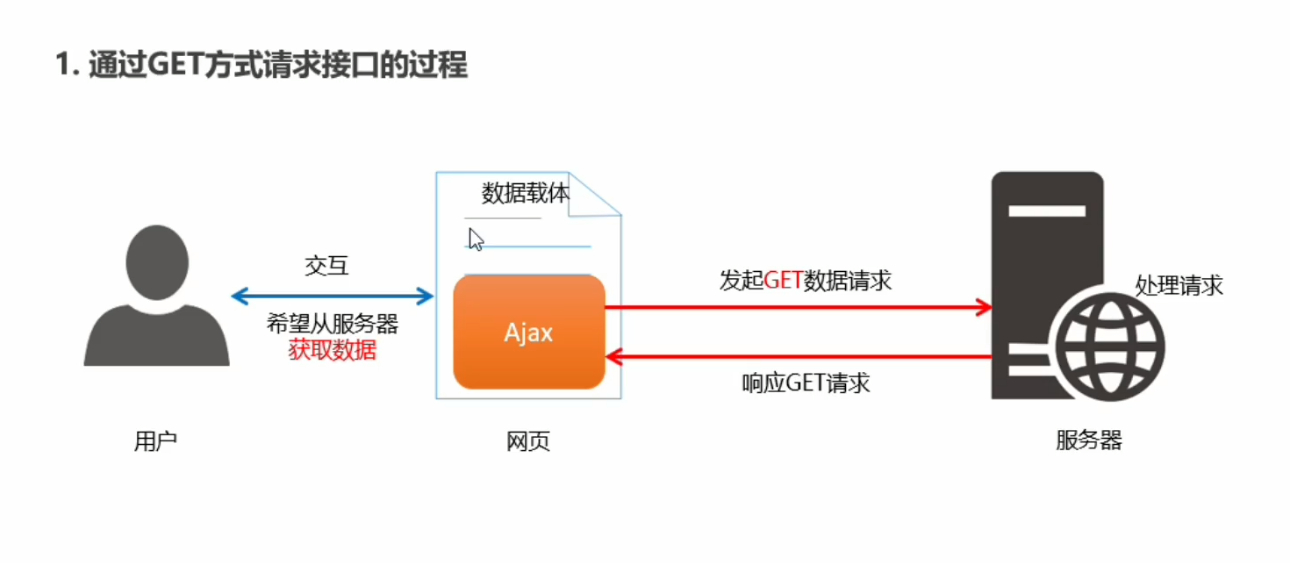 1. 通过GET方式请求接口的过程
数据载体
交互
希望从服务器
获取数据
Ajax
发起GET数据请求
响应GET请求
处理请求
用户
网页
服务器